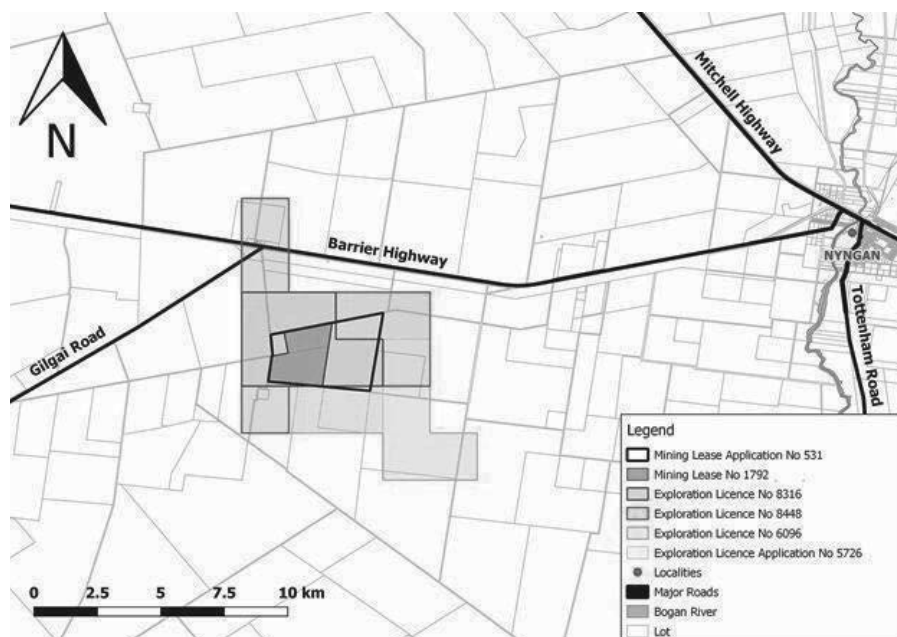 N
Mitchell Highway
Barrier Highway
NYNGAN
Gilgai Road
Tottenham Road
Legend
Mining Lease Application No 531
Mining Lease No 1792
Exploration Licence No 8316
Exploration Licence No 8448
Exploration Licence No 6096
Exploration Licence Application No 5726
Localities
Major Roads
Bogan River
Lot
0 2.5 5 7.5 10 km